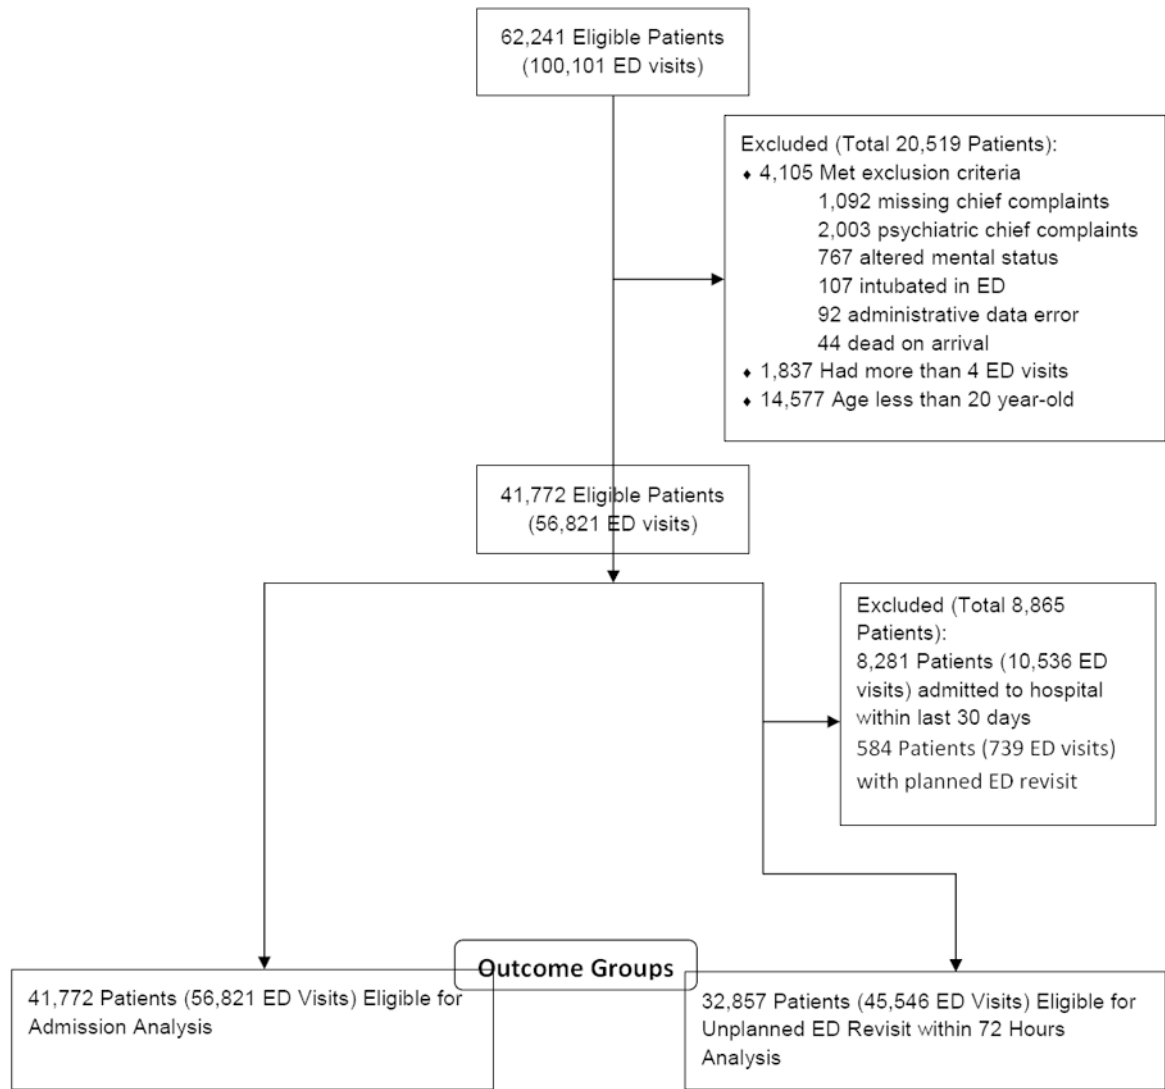 62,241 Eligible Patients
(100,101 ED visits)
Excluded (Total 20,519 Patients):
♦ 4,105 Met exclusion criteria
1,092 missing chief complaints
2,003 psychiatric chief complaints
767 altered mental status
107 intubated in ED
92 administrative data error
44 dead on arrival
♦ 1,837 Had more than 4 ED visits
♦ 14,577 Age less than 20 year-old
41,772 Eligible Patients
(56,821 ED visits)
Excluded (Total 8,865
Patients):
8,281 Patients (10,536 ED
visits) admitted to hospital
within last 30 days
584 Patients (739 ED visits)
with planned ED revisit
Outcome Groups
41,772 Patients (56,821 ED Visits) Eligible for
Admission Analysis
32,857 Patients (45,546 ED Visits) Eligible for
Unplanned ED Revisit within 72 Hours
Analysis